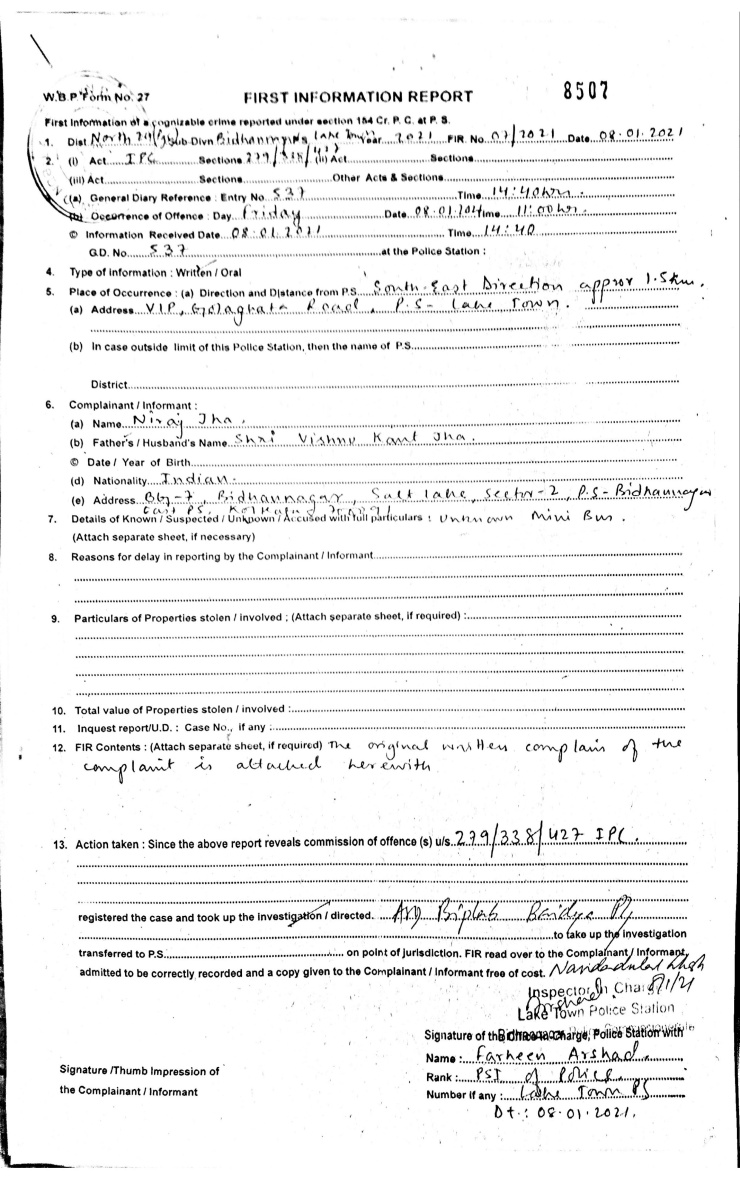 8507
W.B.P Form No. 27 FIRST INFORMATION REPORT
First Information of a cognizable crime reported under section 154 Cr. P. C. at P. S.
1. Dist North 24 Sub Divn Bidhannagar P.S Lake Town Year 2021 FIR. No 07/2021 Date 08.01.2021
2. (i) Act IPC Sections 279/338/427 (ii) Act Sections
(iii) Act Sections Other Acts & Sections
(a) General Diary Reference : Entry No 537 Time 14:40 hrs.
(b) Occurrence of Offence : Day Friday Date 08.01.202 Time 11:00 hr.
© Information Received Date 08.01.2021 Time 14:40
G.D. No 537 at the Police Station :
4. Type of Information : Written / Oral
5. Place of Occurrence : (a) Direction and Distance from P.S. South-East Direction approx 1.5 km.
(a) Address V.I.P, Golaghata Road, P.S- Lake Town.
(b) In case outside limit of this Police Station, then the name of P.S
District
6. Complainant / Informant :
(a) Name Niraj Jha.
(b) Father's / Husband's Name Shri Vishnu Kant Jha.
© Date / Year of Birth
(d) Nationality Indian.
(e) Address -7, Bidhannagar, Salt lake, Sector-2, P.S- Bidhannagar
East PS, Kolkata
7. Details of Known / Suspected / Unknown / Accused with full particulars : Unknown Mini Bus.
(Attach separate sheet, if necessary)
8. Reasons for delay in reporting by the Complainant / Informant
9. Particulars of Properties stolen / involved : (Attach separate sheet, if required) :
10. Total value of Properties stolen / involved :
11. Inquest report/U.D. : Case No., if any :
12. FIR Contents : (Attach separate sheet, if required) The original written complain of the
complaint is attached herewith
13. Action taken : Since the above report reveals commission of offence (s) u/s. 279/338/427 IPC.
registered the case and took up the investigation / directed. Biplab Baidya
to take up the investigation
transferred to P.S. on point of jurisdiction. FIR read over to the Complainant / Informant,
admitted to be correctly recorded and a copy given to the Complainant / Informant free of cost. Nandadulal Ghosh
Inspector In Charge 8/1/21
Lake Town Police Station
Signature of the Officer-in-Charge, Police Station with
Name : Farheen Arshad
Signature /Thumb Impression of Rank : PSI of Police
the Complainant / Informant Number if any : Lake Town PS
Dt.: 08.01.2021.